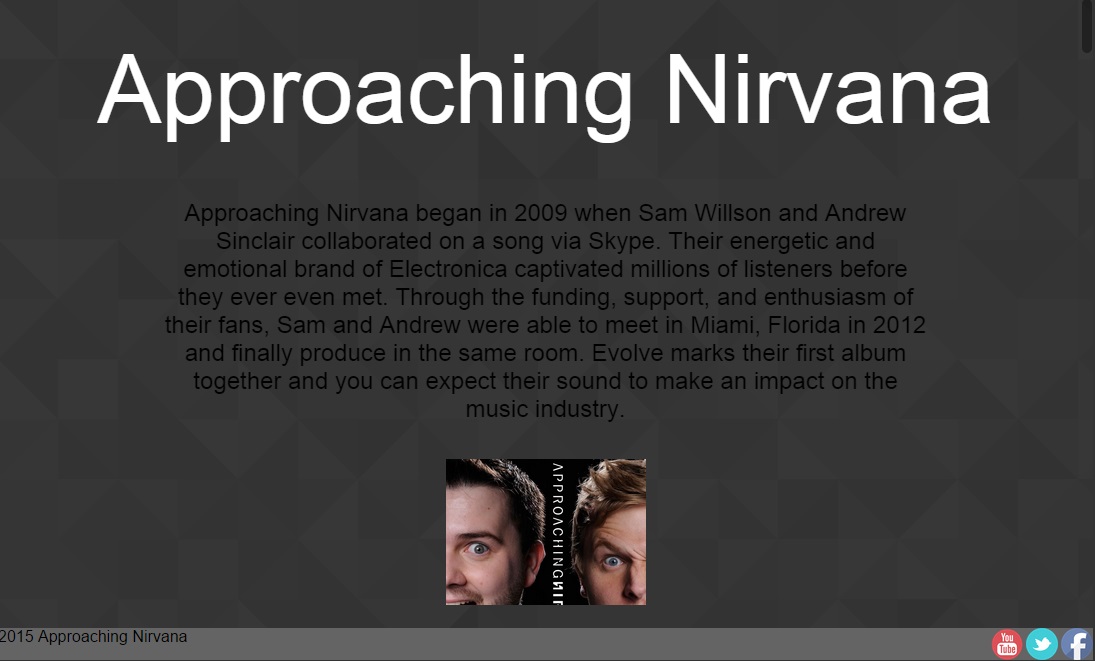 Approaching Nirvana
Approaching Nirvana began in 2009 when Sam Willson and Andrew
Sinclair collaborated on a song via Skype. Their energetic and
emotional brand of Electronica captivated millions of listeners before
they ever even met. Through the funding, support, and enthusiasm of
their fans, Sam and Andrew were able to meet in Miami, Florida in 2012
and finally produce in the same room. Evolve marks their first album
together and you can expect their sound to make an impact on the
music industry.
APPROACHING
2015 Approaching Nirvana
You
Tube
f